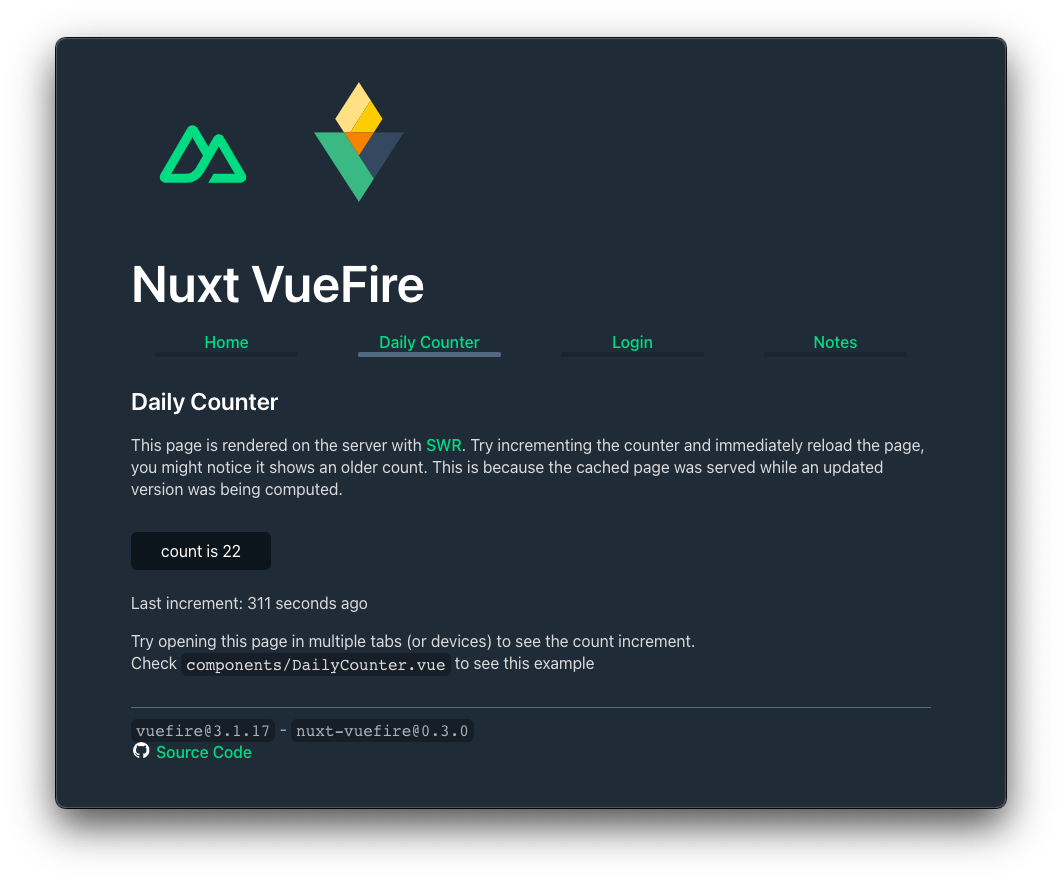 Nuxt VueFire
Home Daily Counter Login Notes
Daily Counter
This page is rendered on the server with SWR. Try incrementing the counter and immediately reload the page,
you might notice it shows an older count. This is because the cached page was served while an updated
version was being computed.
count is 22
Last increment: 311 seconds ago
Try opening this page in multiple tabs (or devices) to see the count increment.
Check components/DailyCounter.vue to see this example
vuefire@3.1.17 - nuxt-vuefire@0.3.0
Source Code